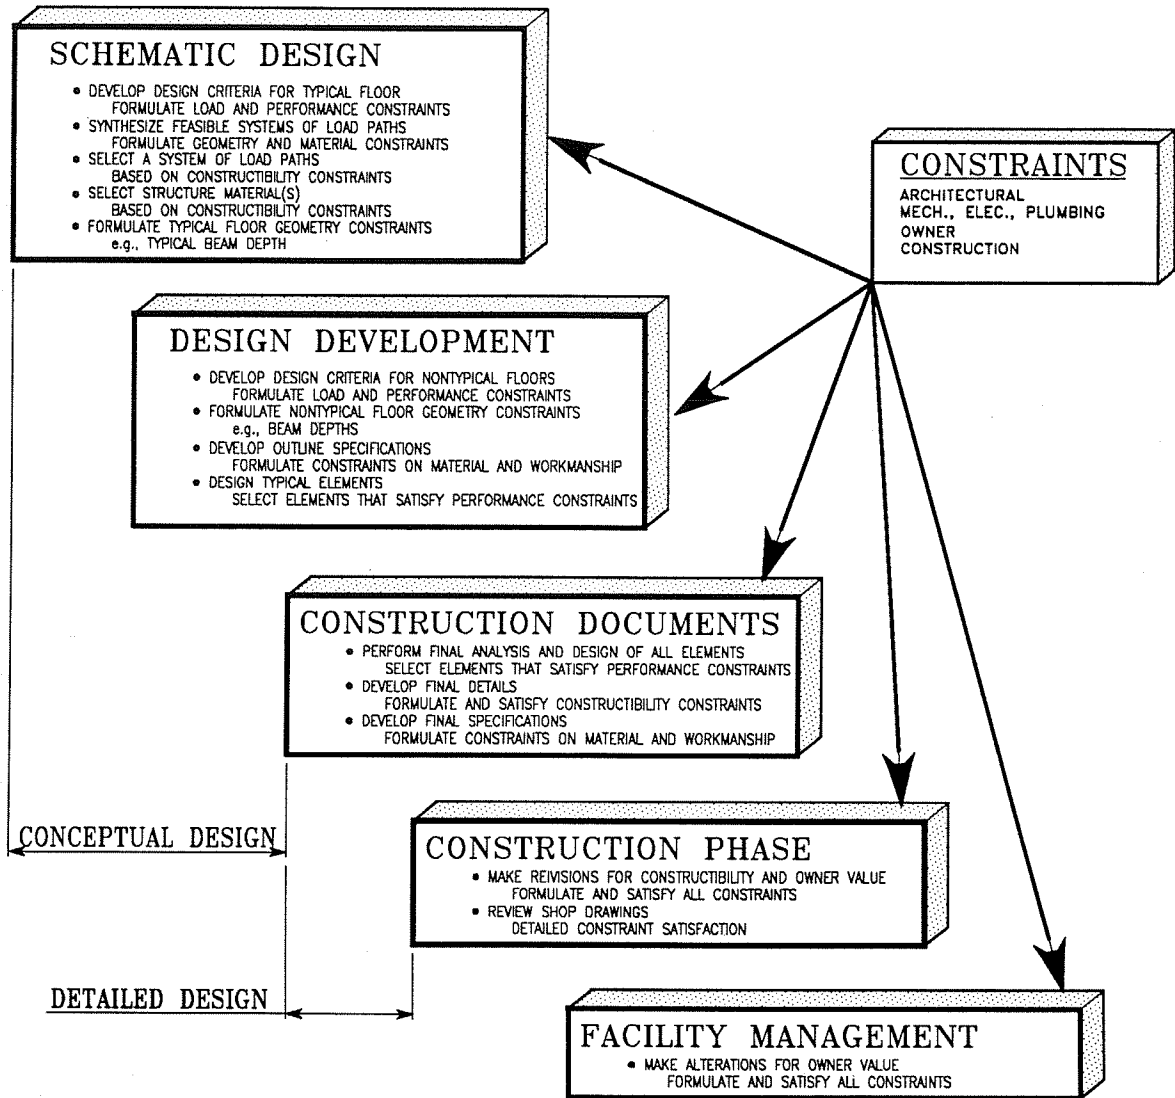 SCHEMATIC DESIGN
• DEVELOP DESIGN CRITERIA FOR TYPICAL FLOOR
FORMULATE LOAD AND PERFORMANCE CONSTRAINTS
• SYNTHESIZE FEASIBLE SYSTEMS OF LOAD PATHS
FORMULATE GEOMETRY AND MATERIAL CONSTRAINTS
• SELECT A SYSTEM OF LOAD PATHS
BASED ON CONSTRUCTIBILITY CONSTRAINTS
• SELECT STRUCTURE MATERIAL(S)
BASED ON CONSTRUCTIBILITY CONSTRAINTS
• FORMULATE TYPICAL FLOOR GEOMETRY CONSTRAINTS
e.g., TYPICAL BEAM DEPTH
CONSTRAINTS
ARCHITECTURAL
MECH., ELEC., PLUMBING
OWNER
CONSTRUCTION
DESIGN DEVELOPMENT
• DEVELOP DESIGN CRITERIA FOR NONTYPICAL FLOORS
FORMULATE LOAD AND PERFORMANCE CONSTRAINTS
• FORMULATE NONTYPICAL FLOOR GEOMETRY CONSTRAINTS
e.g., BEAM DEPTHS
• DEVELOP OUTLINE SPECIFICATIONS
FORMULATE CONSTRAINTS ON MATERIAL AND WORKMANSHIP
• DESIGN TYPICAL ELEMENTS
SELECT ELEMENTS THAT SATISFY PERFORMANCE CONSTRAINTS
CONSTRUCTION DOCUMENTS
• PERFORM FINAL ANALYSIS AND DESIGN OF ALL ELEMENTS
SELECT ELEMENTS THAT SATISFY PERFORMANCE CONSTRAINTS
• DEVELOP FINAL DETAILS
FORMULATE AND SATISFY CONSTRUCTIBILITY CONSTRAINTS
• DEVELOP FINAL SPECIFICATIONS
FORMULATE CONSTRAINTS ON MATERIAL AND WORKMANSHIP
CONCEPTUAL DESIGN
CONSTRUCTION PHASE
• MAKE REIVISIONS FOR CONSTRUCTIBILITY AND OWNER VALUE
FORMULATE AND SATISFY ALL CONSTRAINTS
• REVIEW SHOP DRAWINGS
DETAILED CONSTRAINT SATISFACTION
DETAILED DESIGN
FACILITY MANAGEMENT
• MAKE ALTERATIONS FOR OWNER VALUE
FORMULATE AND SATISFY ALL CONSTRAINTS